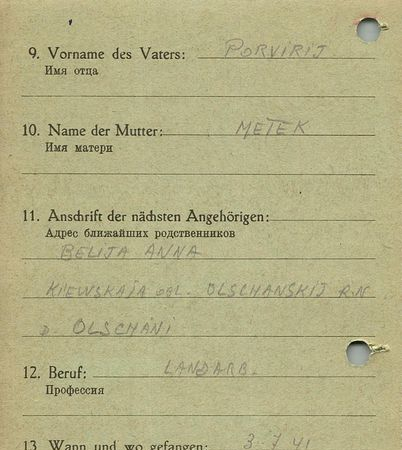 9. Vorname des Vaters: PORVIRIJ
Имя отца
10. Name der Mutter: METEK
Имя матери
11. Anschrift der nächsten Angehörigen:
Адрес ближайших родственников
BELIJA ANNA
KIEWSKAJA OBL. OLSCHANSKIJ R.N
D. OLSCHANI
12. Beruf: LANDARB.
Профессия
13. Wann und wo gefangen: 3.7.41